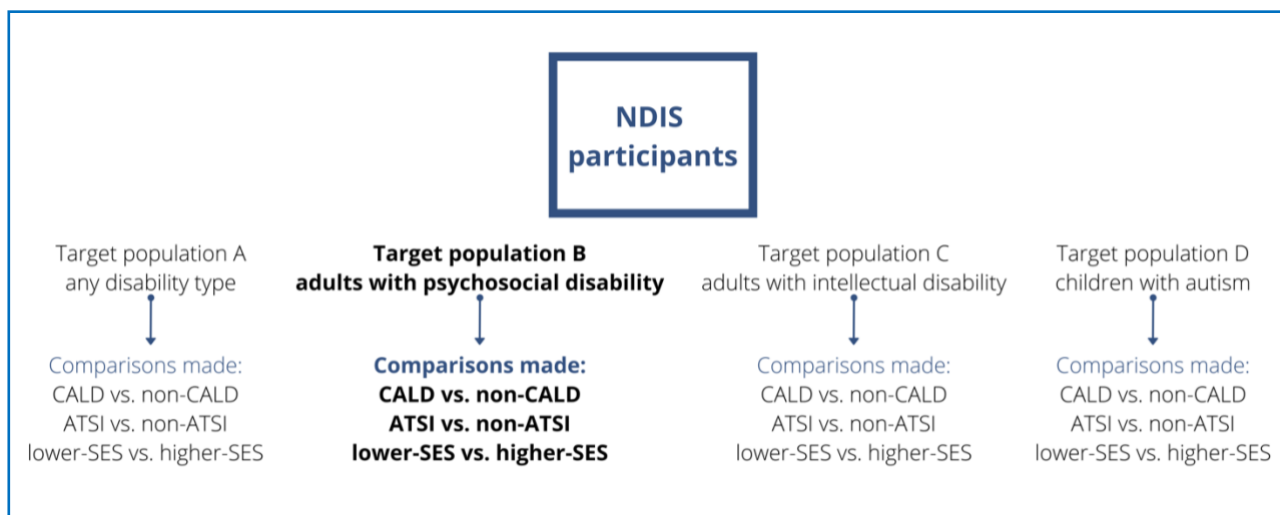 NDIS
participants
Target population A
any disability type
Comparisons made:
CALD vs. non-CALD
ATSI vs. non-ATSI
lower-SES vs. higher-SES
Target population B
adults with psychosocial disability
Comparisons made:
CALD vs. non-CALD
ATSI vs. non-ATSI
lower-SES vs. higher-SES
Target population C
adults with intellectual disability
Comparisons made:
CALD vs. non-CALD
ATSI vs. non-ATSI
lower-SES vs. higher-SES
Target population D
children with autism
Comparisons made:
CALD vs. non-CALD
ATSI vs. non-ATSI
lower-SES vs. higher-SES